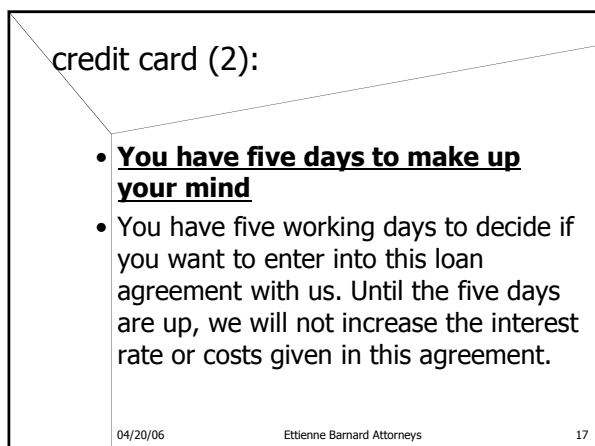 credit card (2):
• You have five days to make up
your mind
• You have five working days to decide if
you want to enter into this loan
agreement with us. Until the five days
are up, we will not increase the interest
rate or costs given in this agreement.
04/20/06 Ettienne Barnard Attorneys 17